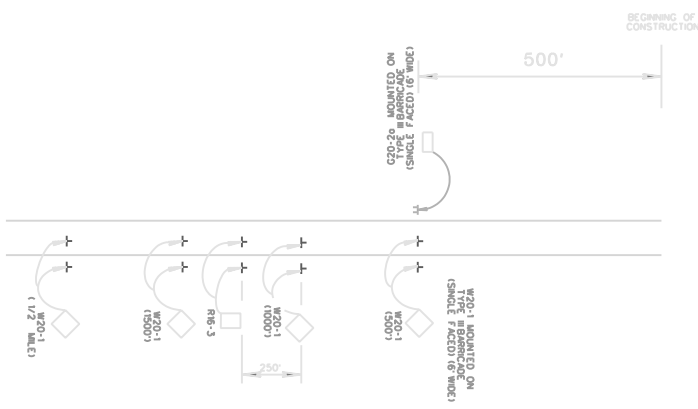 BEGINNING OF
CONSTRUCTION
500'
G20-2a MOUNTED ON
TYPE III BARRICADE
(SINGLE FACED) (6' WIDE)
W20-1
( 1/2 MILE)
W20-1
(1500')
R16-3
W20-1
(1000')
250'
W20-1
(500')
W20-1 MOUNTED ON
TYPE III BARRICADE
(SINGLE FACED) (6' WIDE)